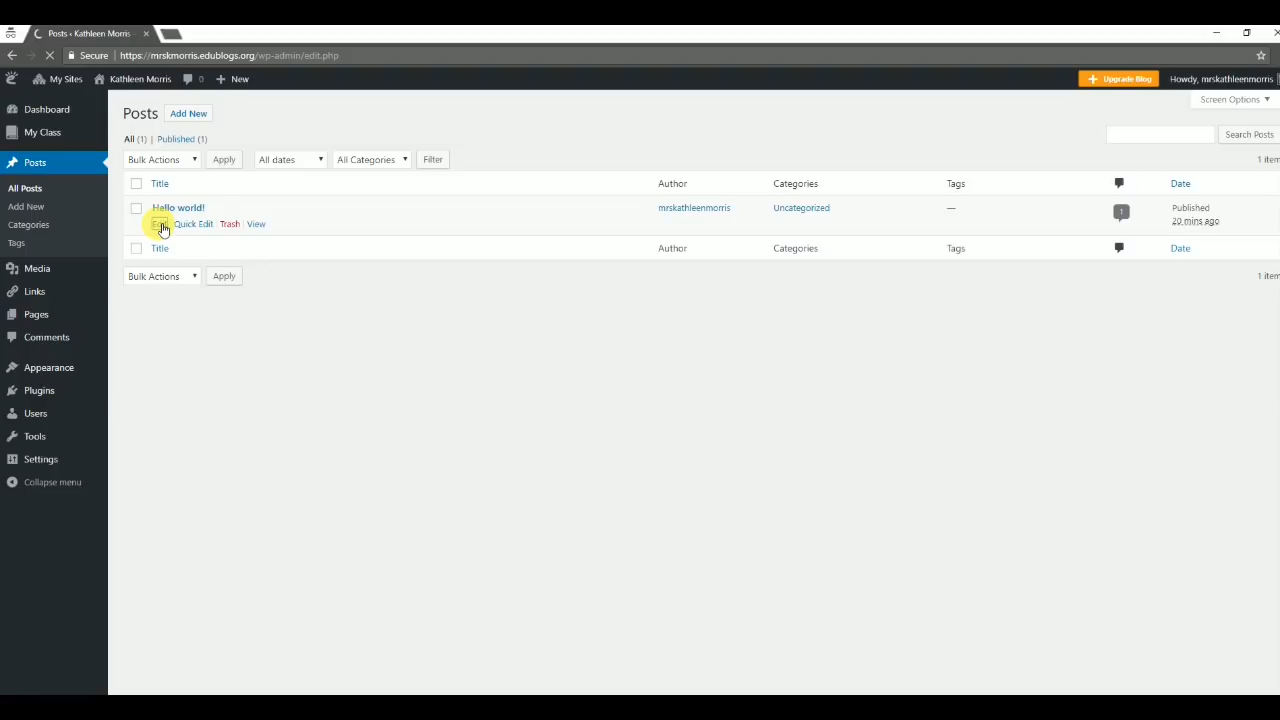 Posts ‹ Kathleen Morris
Secure https://mrskmorris.edublogs.org/wp-admin/edit.php
My Sites Kathleen Morris 0 + New Upgrade Blog Howdy, mrskathleenmorris
Dashboard
My Class
Posts
All Posts
Add New
Categories
Tags
Media
Links
Pages
Comments
Appearance
Plugins
Users
Tools
Settings
Collapse menu
Screen Options
Posts Add New
All (1) | Published (1)
Search Posts
Bulk Actions Apply All dates All Categories Filter 1 item
Title Author Categories Tags Date
Hello world! mrskathleenmorris Uncategorized — 1 Published
Edit Quick Edit Trash View 20 mins ago
Title Author Categories Tags Date
Bulk Actions Apply 1 item